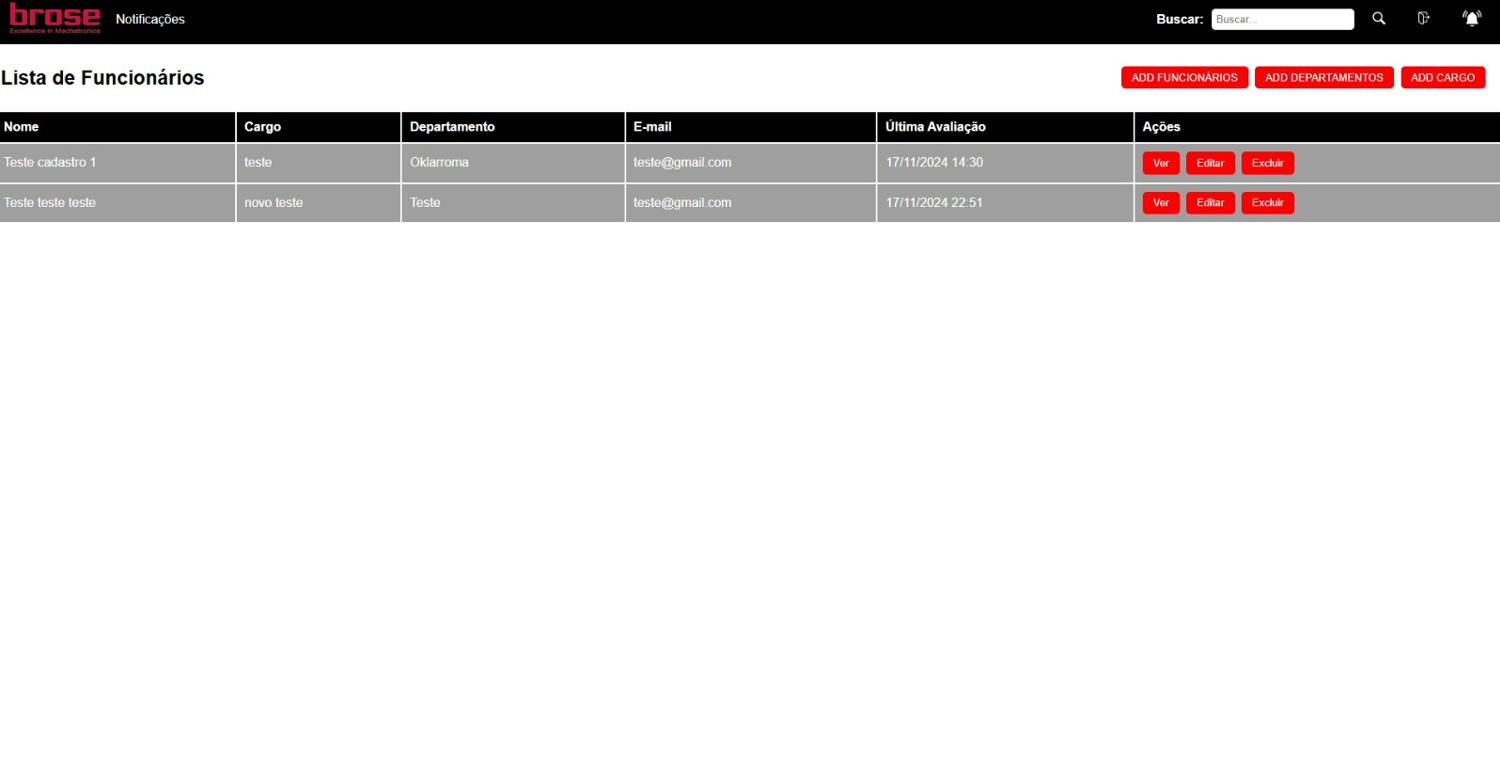 brose Notificações Buscar: Buscar...
Excellence in Mechatronics
Lista de Funcionários ADD FUNCIONÁRIOS ADD DEPARTAMENTOS ADD CARGO
Nome Cargo Departamento E-mail Última Avaliação Ações
Teste cadastro 1 teste Oklarroma teste@gmail.com 17/11/2024 14:30 Ver Editar Excluir
Teste teste teste novo teste Teste teste@gmail.com 17/11/2024 22:51 Ver Editar Excluir